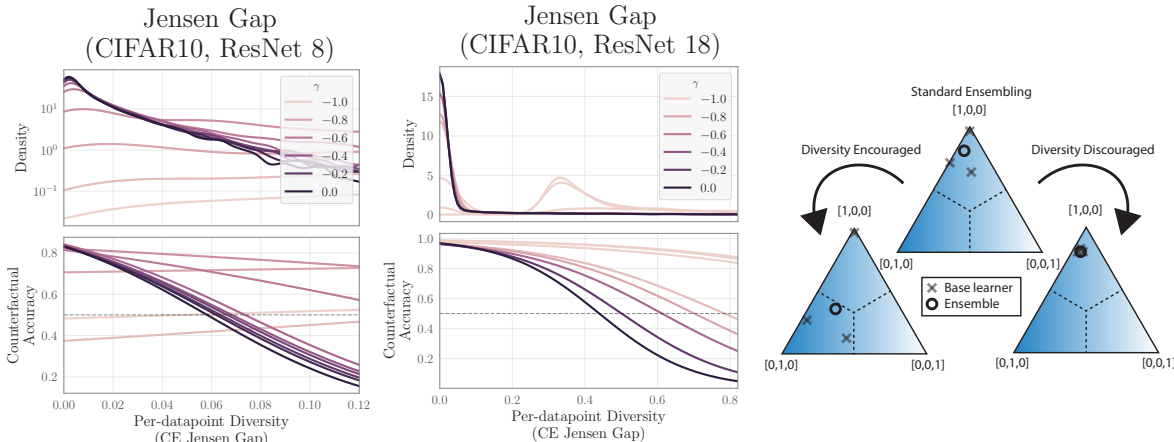 Jensen Gap
(CIFAR10, ResNet 8)
Density
10¹
10⁰
10⁻¹
γ
−1.0
−0.8
−0.6
−0.4
−0.2
0.0
Counterfactual
Accuracy
0.8
0.6
0.4
0.2
0.00
0.02
0.04
0.06
0.08
0.10
0.12
Per-datapoint Diversity
(CE Jensen Gap)
Jensen Gap
(CIFAR10, ResNet 18)
Density
15
10
5
0
γ
−1.0
−0.8
−0.6
−0.4
−0.2
0.0
Counterfactual
Accuracy
1.0
0.9
0.8
0.6
0.5
0.4
0.2
0.0
0.2
0.4
0.6
0.8
Per-datapoint Diversity
(CE Jensen Gap)
Standard Ensembling
[1,0,0]
Diversity Encouraged
Diversity Discouraged
[0,1,0]
[0,0,1]
[1,0,0]
[1,0,0]
Base learner
Ensemble
[0,1,0]
[0,0,1]
[0,1,0]
[0,0,1]